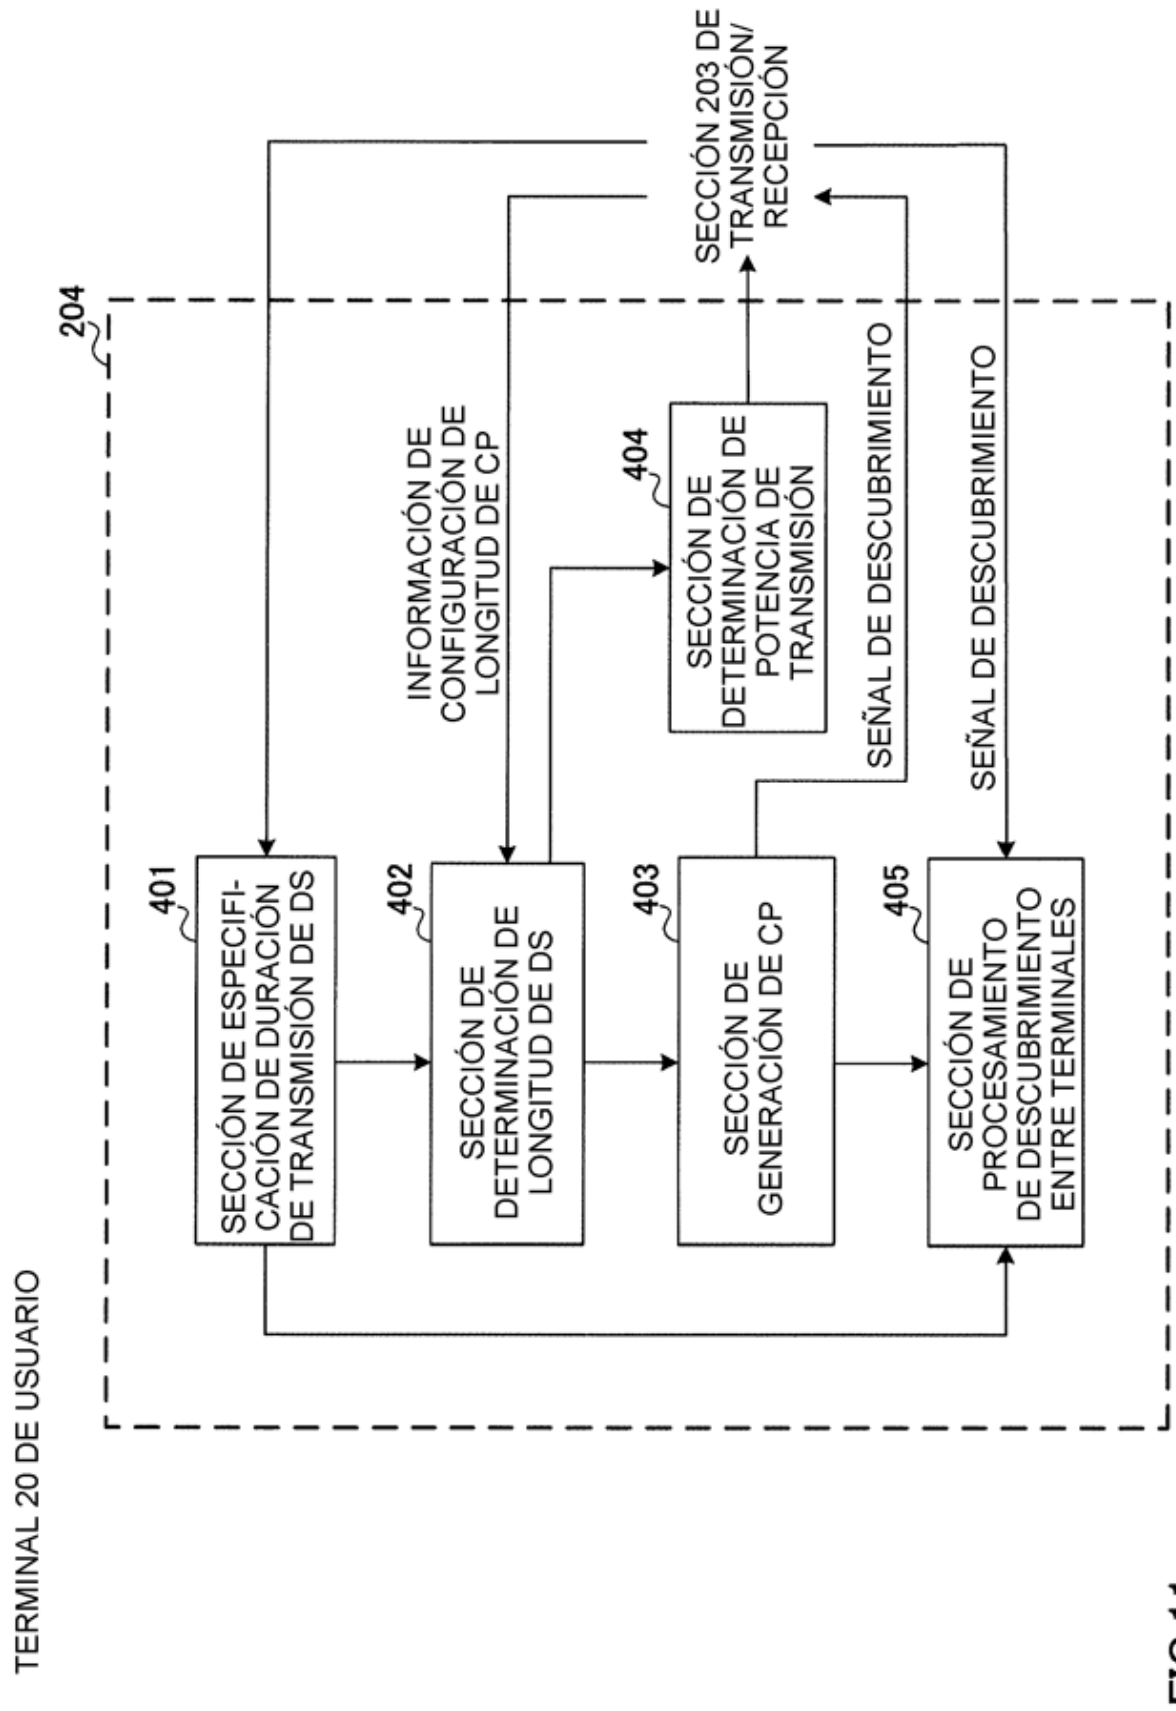 TERMINAL 20 DE USUARIO
204
401
SECCIÓN DE ESPECIFI-
CACIÓN DE DURACIÓN
DE TRANSMISIÓN DE DS
402
SECCIÓN DE
DETERMINACIÓN DE
LONGITUD DE DS
403
SECCIÓN DE
GENERACIÓN DE CP
405
SECCIÓN DE
PROCESAMIENTO
DE DESCUBRIMIENTO
ENTRE TERMINALES
INFORMACIÓN DE
CONFIGURACIÓN DE
LONGITUD DE CP
404
SECCIÓN DE
DETERMINACIÓN DE
POTENCIA DE
TRANSMISIÓN
SEÑAL DE DESCUBRIMIENTO
SEÑAL DE DESCUBRIMIENTO
SECCIÓN 203 DE
TRANSMISIÓN/
RECEPCIÓN
FIG.11